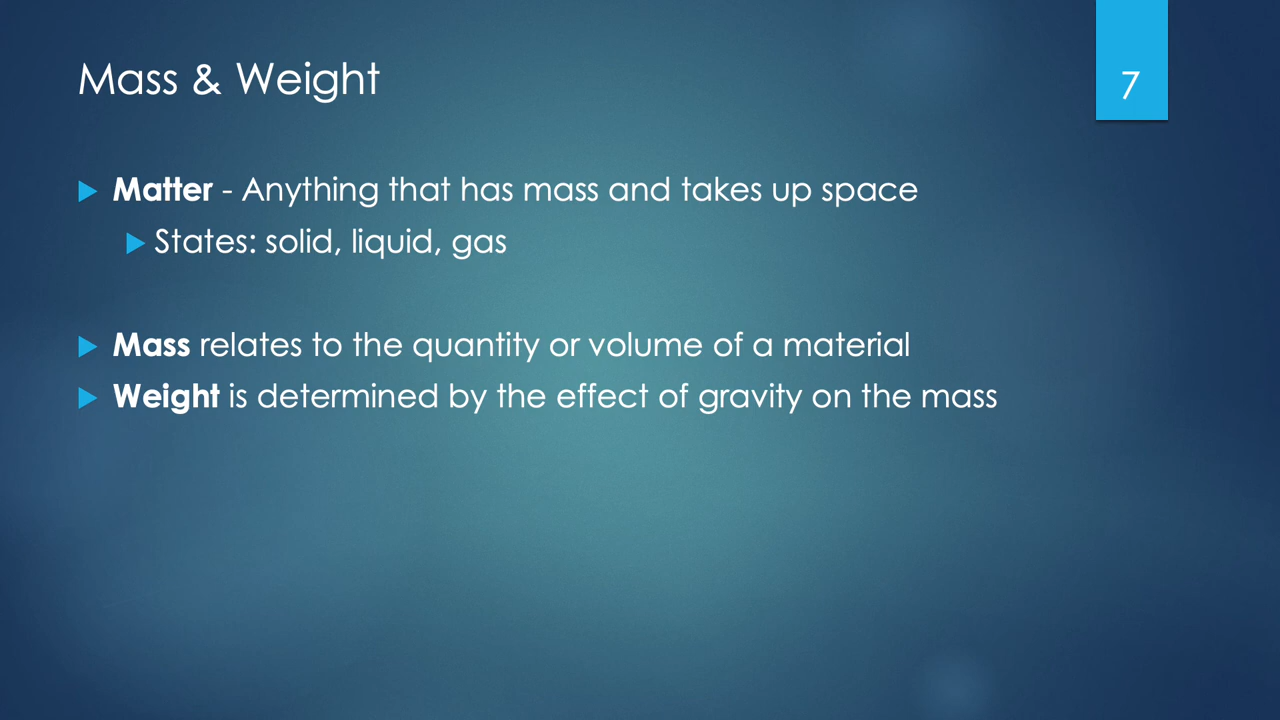 Mass & Weight
7
Matter - Anything that has mass and takes up space
States: solid, liquid, gas
Mass relates to the quantity or volume of a material
Weight is determined by the effect of gravity on the mass